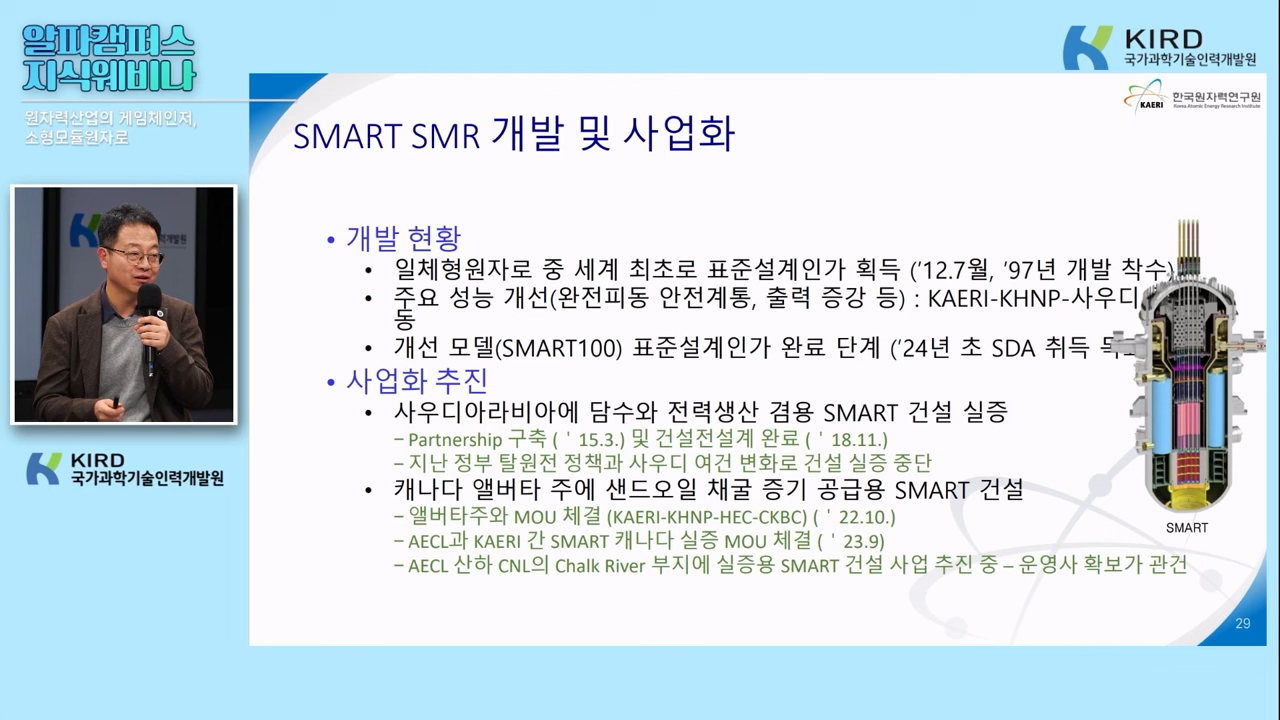 알파캠퍼스
지식웨비나
원자력산업의 게임체인저,
소형모듈원자로
KIRD
국가과학기술인력개발원
KAERI
한국원자력연구원
Korea Atomic Energy Research Institute
SMART SMR 개발 및 사업화
• 개발 현황
• 일체형원자로 중 세계 최초로 표준설계인가 획득 (’12.7월, ’97년 개발 착수)
• 주요 성능 개선(완전피동 안전계통, 출력 증강 등) : KAERI-KHNP-사우디
동
• 개선 모델(SMART100) 표준설계인가 완료 단계 (’24년 초 SDA 취득
• 사업화 추진
• 사우디아라비아에 담수와 전력생산 겸용 SMART 건설 실증
– Partnership 구축 ( ' 15.3.) 및 건설전설계 완료 ( ' 18.11.)
– 지난 정부 탈원전 정책과 사우디 여건 변화로 건설 실증 중단
• 캐나다 앨버타 주에 샌드오일 채굴 증기 공급용 SMART 건설
– 앨버타주와 MOU 체결 (KAERI-KHNP-HEC-CKBC) ( ' 22.10.)
– AECL과 KAERI 간 SMART 캐나다 실증 MOU 체결 ( ' 23.9)
– AECL 산하 CNL의 Chalk River 부지에 실증용 SMART 건설 사업 추진 중 – 운영사 확보가 관건
SMART
29
KIRD
국가과학기술인력개발원